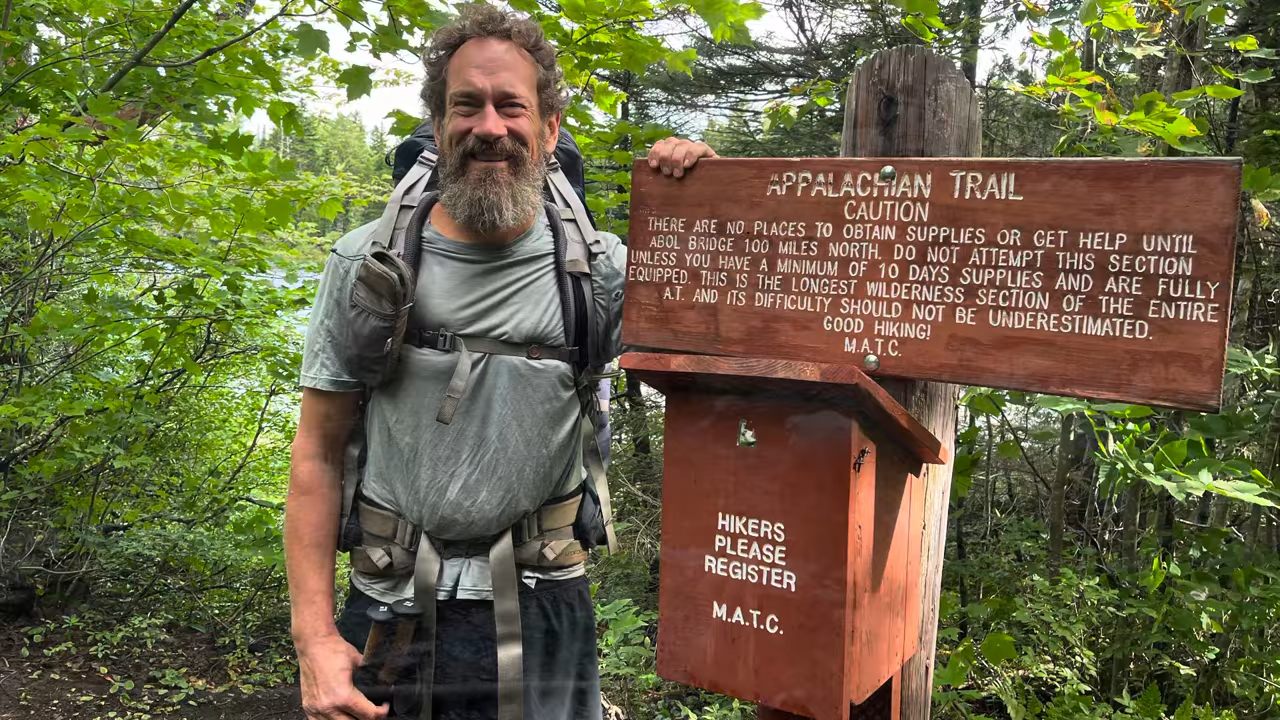 APPALACHIAN TRAIL
CAUTION
THERE ARE NO PLACES TO OBTAIN SUPPLIES OR GET HELP UNTIL
ABOL BRIDGE 100 MILES NORTH. DO NOT ATTEMPT THIS SECTION
UNLESS YOU HAVE A MINIMUM OF 10 DAYS SUPPLIES AND ARE FULLY
EQUIPPED. THIS IS THE LONGEST WILDERNESS SECTION OF THE ENTIRE
A.T. AND ITS DIFFICULTY SHOULD NOT BE UNDERESTIMATED.
GOOD HIKING!
M.A.T.C.
HIKERS
PLEASE
REGISTER
M.A.T.C.